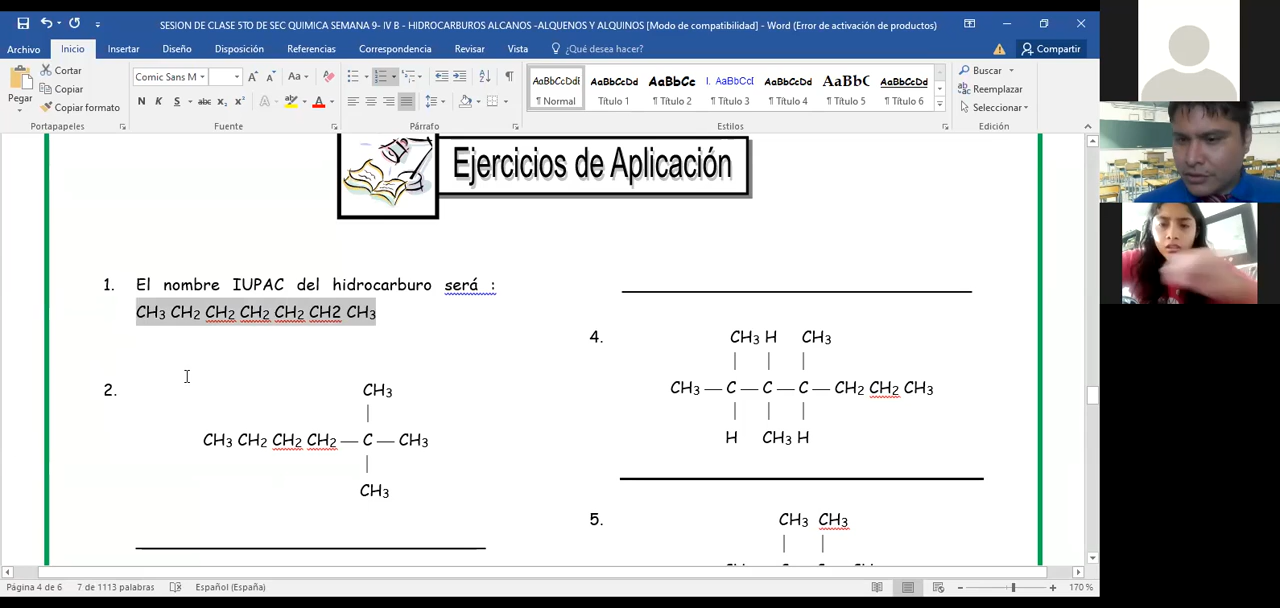 SESION DE CLASE 5TO DE SEC QUIMICA SEMANA 9- IV B - HIDROCARBUROS ALCANOS -ALQUENOS Y ALQUINOS [Modo de compatibilidad] - Word (Error de activación de productos)
Archivo Inicio Insertar Diseño Disposición Referencias Correspondencia Revisar Vista ¿Qué desea hacer? Compartir
Pegar
Cortar
Copiar
Copiar formato
Portapapeles
Comic Sans M
Aa
N K S abc x2 x2
A A
Fuente
Párrafo
AaBbCcDdI AaBbCcDd AaBbCc I. AaBbCcI AaBbCcDd AaBbC AaBbCcDd
¶ Normal Título 1 ¶ Título 2 ¶ Título 3 ¶ Título 4 ¶ Título 5 ¶ Título 6
Estilos
Buscar
Reemplazar
Seleccionar
Edición
Ejercicios de Aplicación
1. El nombre IUPAC del hidrocarburo será :
CH3 CH2 CH2 CH2 CH2 CH2 CH3
2. CH3
|
CH3 CH2 CH2 CH2 — C — CH3
|
CH3
4. CH3 H CH3
| | |
CH3 — C — C — C — CH2 CH2 CH3
| | |
H CH3 H
5. CH3 CH3
| |
Página 4 de 6 7 de 1113 palabras Español (España) 170 %